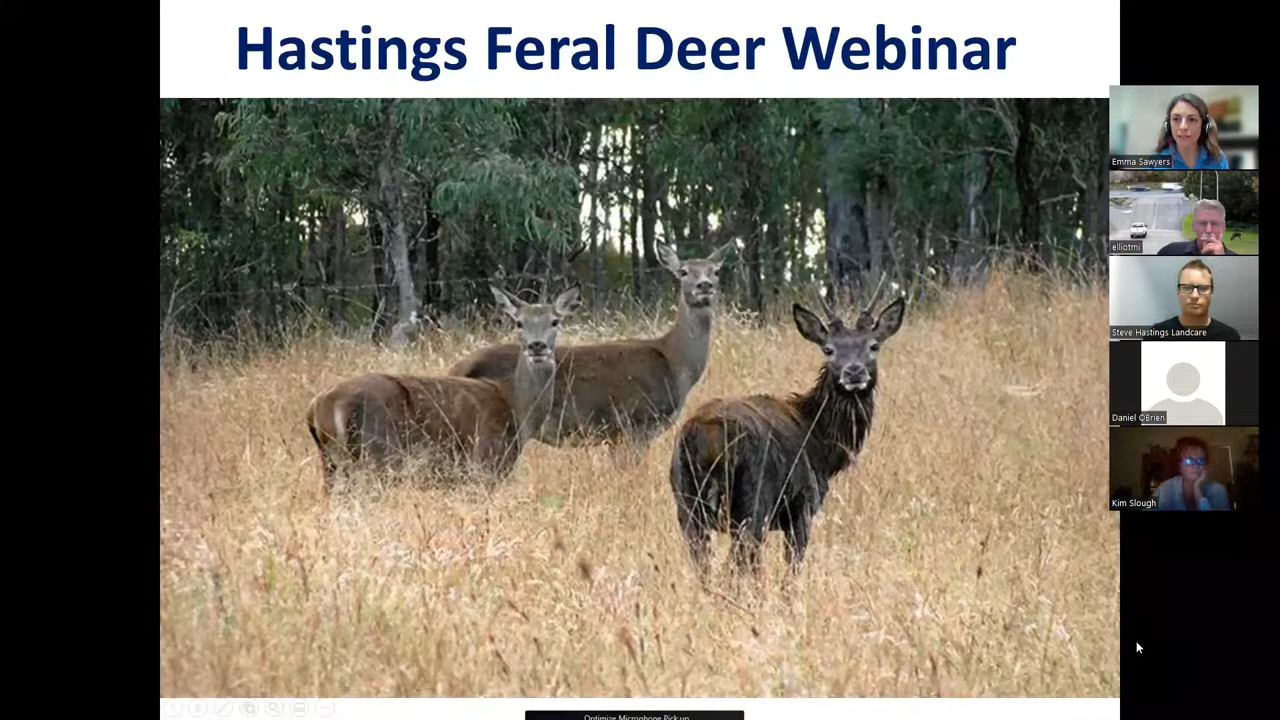 Hastings Feral Deer Webinar
Emma Sawyers
elliotmi
Steve Hastings Landcare
Daniel OBrien
Kim Slough
Optimize Microphone Pick up